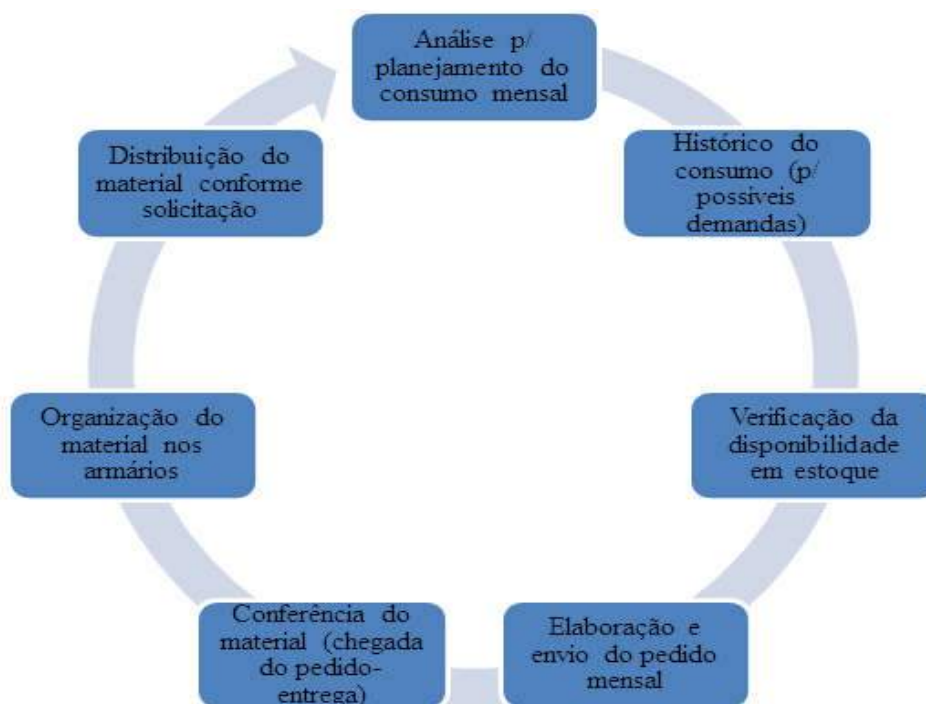 Análise p/
planejamento do
consumo mensal
Histórico do
consumo (p/
possíveis
demandas)
Verificação da
disponibilidade
em estoque
Elaboração e
envio do pedido
mensal
Conferência do
material (chegada
do pedido-
entrega)
Organização do
material nos
armários
Distribuição do
material conforme
solicitação